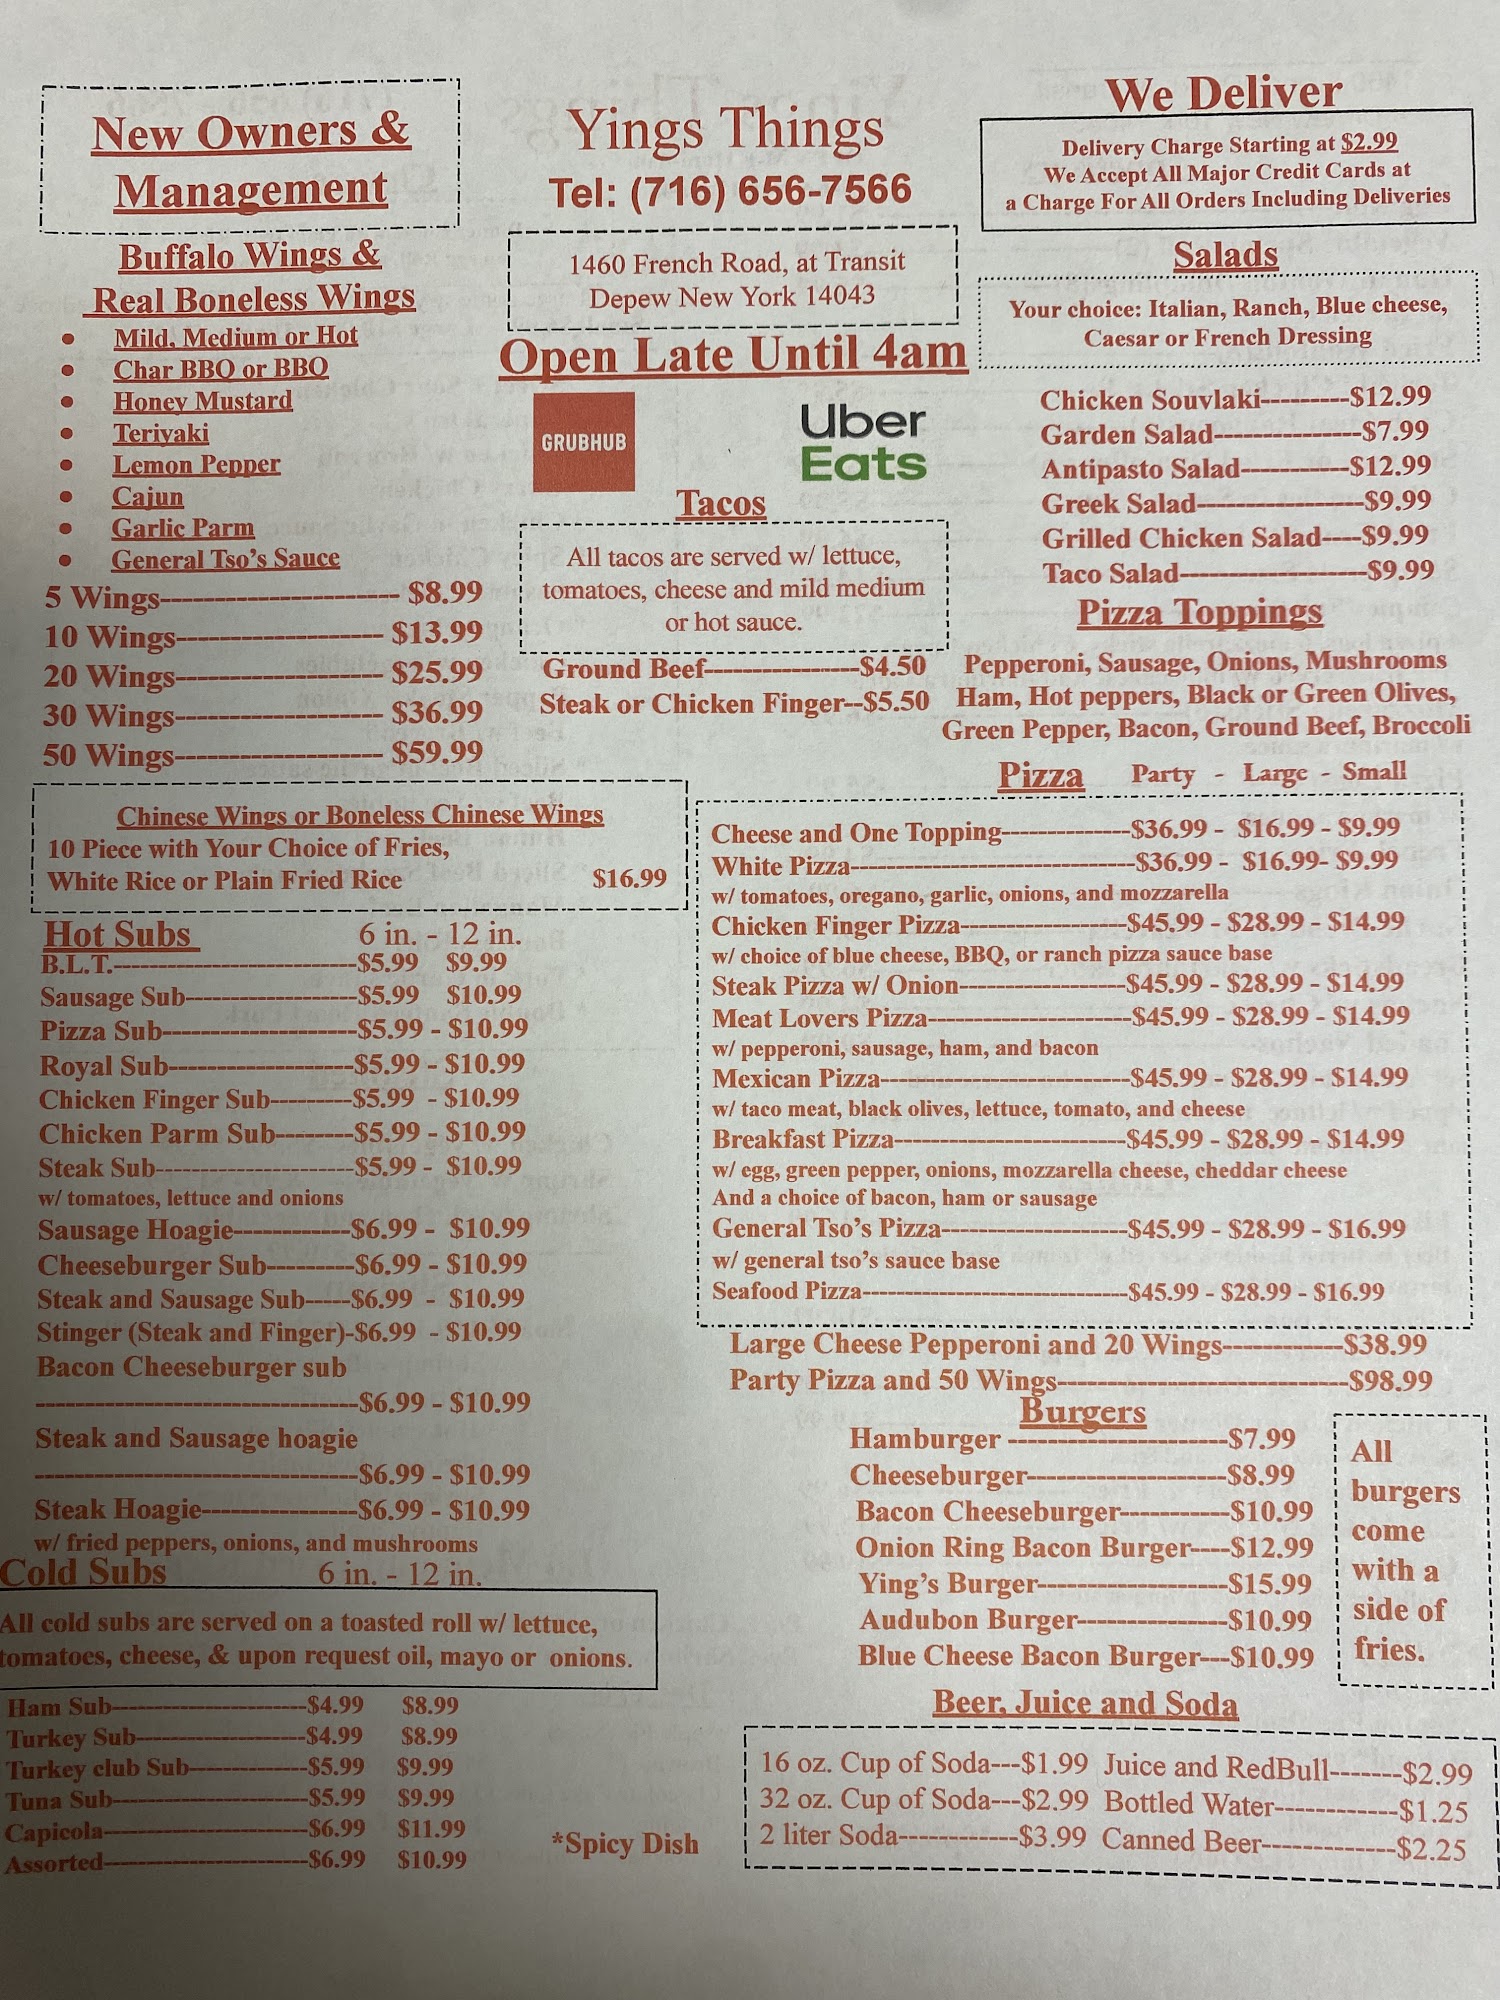 New Owners &
Management
Buffalo Wings &
Real Boneless Wings
• Mild, Medium or Hot
• Char BBQ or BBQ
• Honey Mustard
• Teriyaki
• Lemon Pepper
• Cajun
• Garlic Parm
• General Tso's Sauce
5 Wings------------------------ $8.99
10 Wings--------------------- $13.99
20 Wings--------------------- $25.99
30 Wings--------------------- $36.99
50 Wings--------------------- $59.99
Yings Things
Tel: (716) 656-7566
1460 French Road, at Transit
Depew New York 14043
Open Late Until 4am
GRUBHUB
Uber
Eats
Tacos
All tacos are served w/ lettuce,
tomatoes, cheese and mild medium
or hot sauce.
Ground Beef-----------------$4.50
Steak or Chicken Finger--$5.50
We Deliver
Delivery Charge Starting at $2.99
We Accept All Major Credit Cards at
a Charge For All Orders Including Deliveries
Salads
Your choice: Italian, Ranch, Blue cheese,
Caesar or French Dressing
Chicken Souvlaki---------$12.99
Garden Salad---------------$7.99
Antipasto Salad-----------$12.99
Greek Salad-----------------$9.99
Grilled Chicken Salad----$9.99
Taco Salad-------------------$9.99
Pizza Toppings
Pepperoni, Sausage, Onions, Mushrooms
Ham, Hot peppers, Black or Green Olives,
Green Pepper, Bacon, Ground Beef, Broccoli
Chinese Wings or Boneless Chinese Wings
10 Piece with Your Choice of Fries,
White Rice or Plain Fried Rice $16.99
Hot Subs 6 in. - 12 in.
B.L.T.-------------------------$5.99 $9.99
Sausage Sub------------------$5.99 $10.99
Pizza Sub--------------------$5.99 - $10.99
Royal Sub-------------------$5.99 - $10.99
Chicken Finger Sub---------$5.99 - $10.99
Chicken Parm Sub---------$5.99 - $10.99
Steak Sub---------------------$5.99 - $10.99
w/ tomatoes, lettuce and onions
Sausage Hoagie-------------$6.99 - $10.99
Cheeseburger Sub---------$6.99 - $10.99
Steak and Sausage Sub-----$6.99 - $10.99
Stinger (Steak and Finger)-$6.99 - $10.99
Bacon Cheeseburger sub
-----------------------------------$6.99 - $10.99
Steak and Sausage hoagie
-----------------------------------$6.99 - $10.99
Steak Hoagie-----------------$6.99 - $10.99
w/ fried peppers, onions, and mushrooms
Cold Subs 6 in. - 12 in.
All cold subs are served on a toasted roll w/ lettuce,
tomatoes, cheese, & upon request oil, mayo or onions.
Ham Sub---------------------$4.99 $8.99
Turkey Sub------------------$4.99 $8.99
Turkey club Sub-------------$5.99 $9.99
Tuna Sub---------------------$5.99 $9.99
Capicola----------------------$6.99 $11.99
Assorted----------------------$6.99 $10.99
*Spicy Dish
Pizza Party - Large - Small
Cheese and One Topping--------------$36.99 - $16.99 - $9.99
White Pizza-------------------------------$36.99 - $16.99- $9.99
w/ tomatoes, oregano, garlic, onions, and mozzarella
Chicken Finger Pizza------------------$45.99 - $28.99 - $14.99
w/ choice of blue cheese, BBQ, or ranch pizza sauce base
Steak Pizza w/ Onion------------------$45.99 - $28.99 - $14.99
Meat Lovers Pizza----------------------$45.99 - $28.99 - $14.99
w/ pepperoni, sausage, ham, and bacon
Mexican Pizza---------------------------$45.99 - $28.99 - $14.99
w/ taco meat, black olives, lettuce, tomato, and cheese
Breakfast Pizza-------------------------$45.99 - $28.99 - $14.99
w/ egg, green pepper, onions, mozzarella cheese, cheddar cheese
And a choice of bacon, ham or sausage
General Tso's Pizza--------------------$45.99 - $28.99 - $16.99
w/ general tso's sauce base
Seafood Pizza-----------------------------$45.99 - $28.99 - $16.99
Large Cheese Pepperoni and 20 Wings------------$38.99
Party Pizza and 50 Wings-----------------------------$98.99
Burgers
Hamburger ----------------------$7.99
Cheeseburger--------------------$8.99
Bacon Cheeseburger-----------$10.99
Onion Ring Bacon Burger----$12.99
Ying's Burger-------------------$15.99
Audubon Burger---------------$10.99
Blue Cheese Bacon Burger---$10.99
All
burgers
come
with a
side of
fries.
Beer, Juice and Soda
16 oz. Cup of Soda---$1.99 Juice and RedBull-------$2.99
32 oz. Cup of Soda---$2.99 Bottled Water------------$1.25
2 liter Soda------------$3.99 Canned Beer-------------$2.25